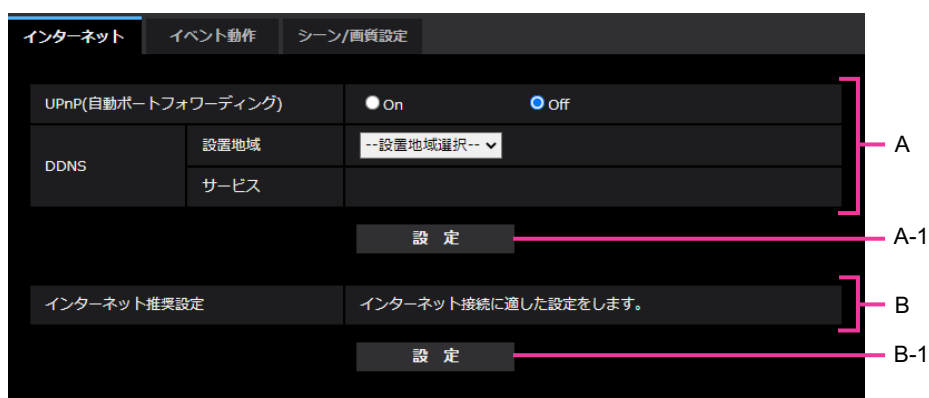 インターネット イベント動作 シーン/画質設定
UPnP(自動ポートフォワーディング) On Off
A
DDNS
設置地域 --設置地域選択--
サービス
設 定
A-1
インターネット推奨設定 インターネット接続に適した設定をします。
B
設 定
B-1